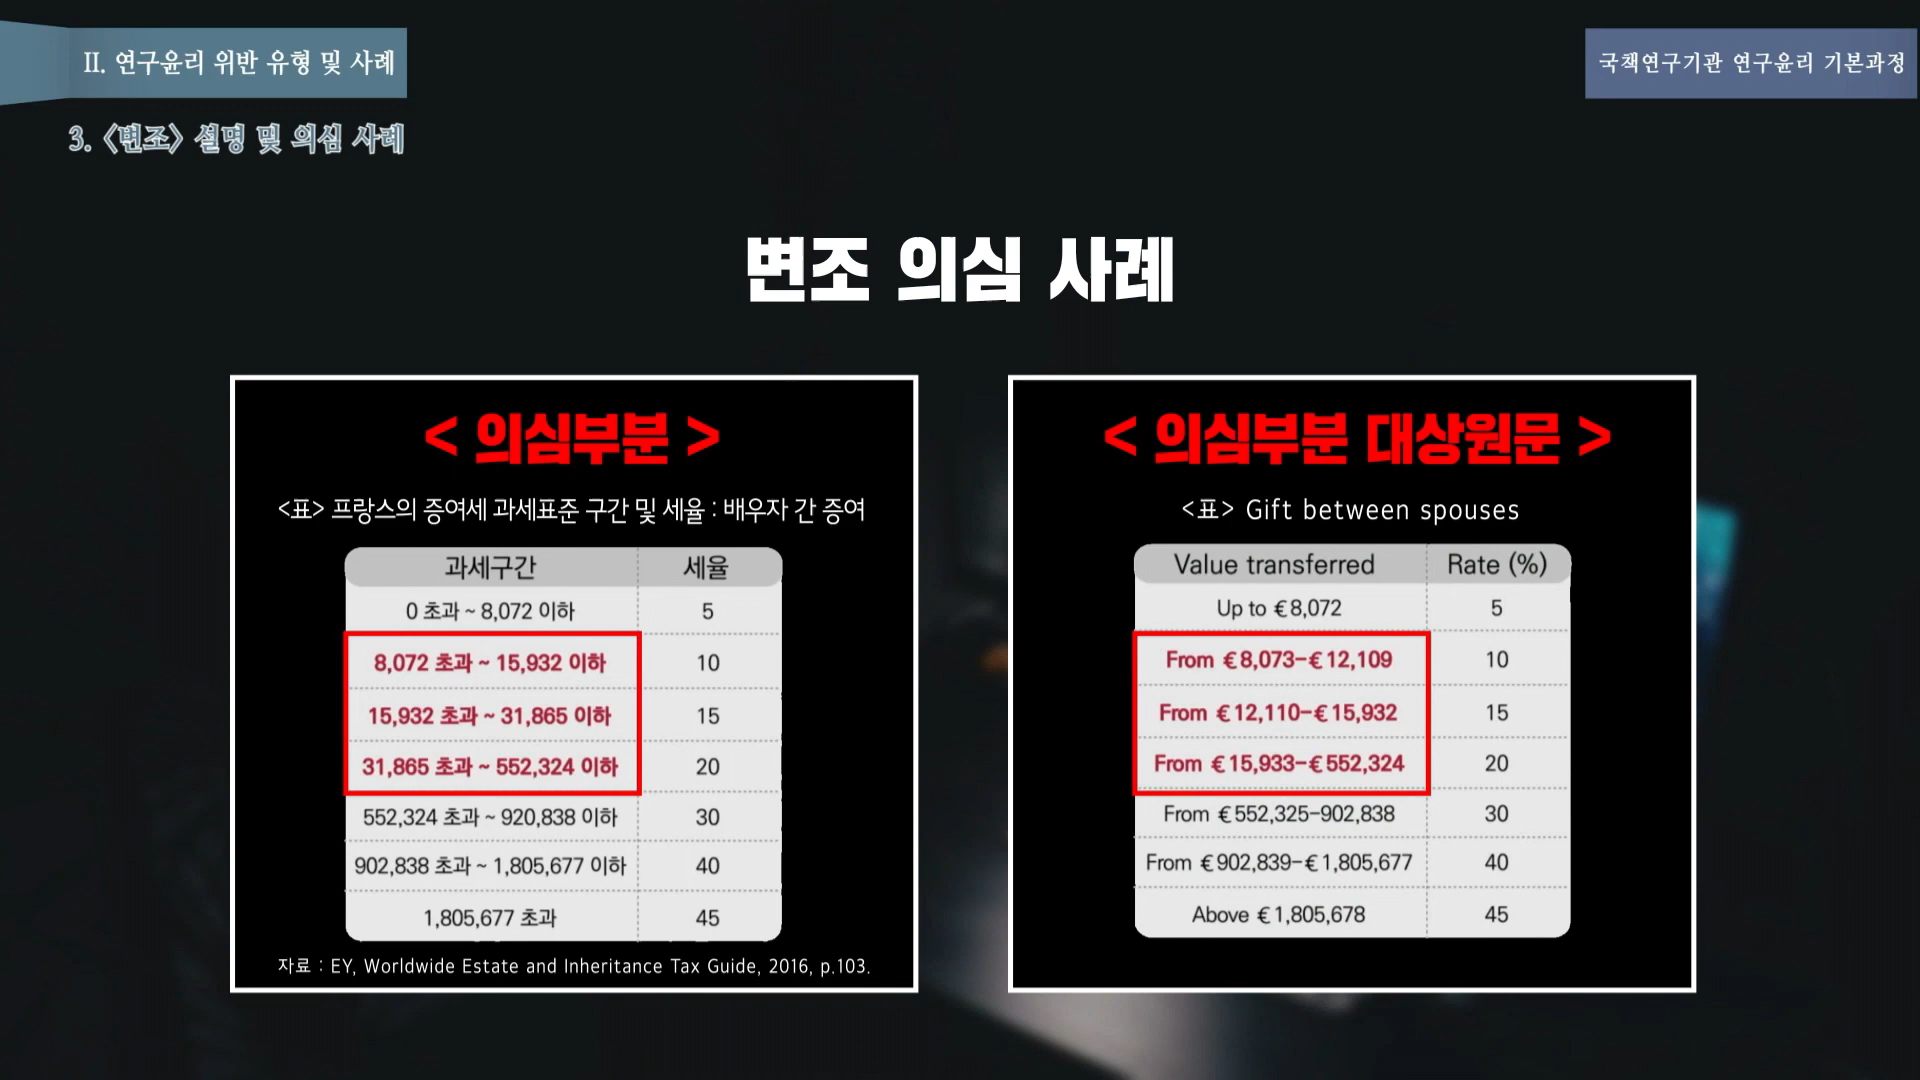 II. 연구윤리 위반 유형 및 사례
국책연구기관 연구윤리 기본과정
3. <변조> 설명 및 의심 사례
변조 의심 사례
< 의심부분 >
<표> 프랑스의 증여세 과세표준 구간 및 세율 : 배우자 간 증여
과세구간 세율
0 초과 ~ 8,072 이하 5
8,072 초과 ~ 15,932 이하 10
15,932 초과 ~ 31,865 이하 15
31,865 초과 ~ 552,324 이하 20
552,324 초과 ~ 920,838 이하 30
902,838 초과 ~ 1,805,677 이하 40
1,805,677 초과 45
자료 : EY, Worldwide Estate and Inheritance Tax Guide, 2016, p.103.
< 의심부분 대상원문 >
<표> Gift between spouses
Value transferred Rate (%)
Up to €8,072 5
From €8,073-€12,109 10
From €12,110-€15,932 15
From €15,933-€552,324 20
From €552,325-902,838 30
From €902,839-€1,805,677 40
Above €1,805,678 45